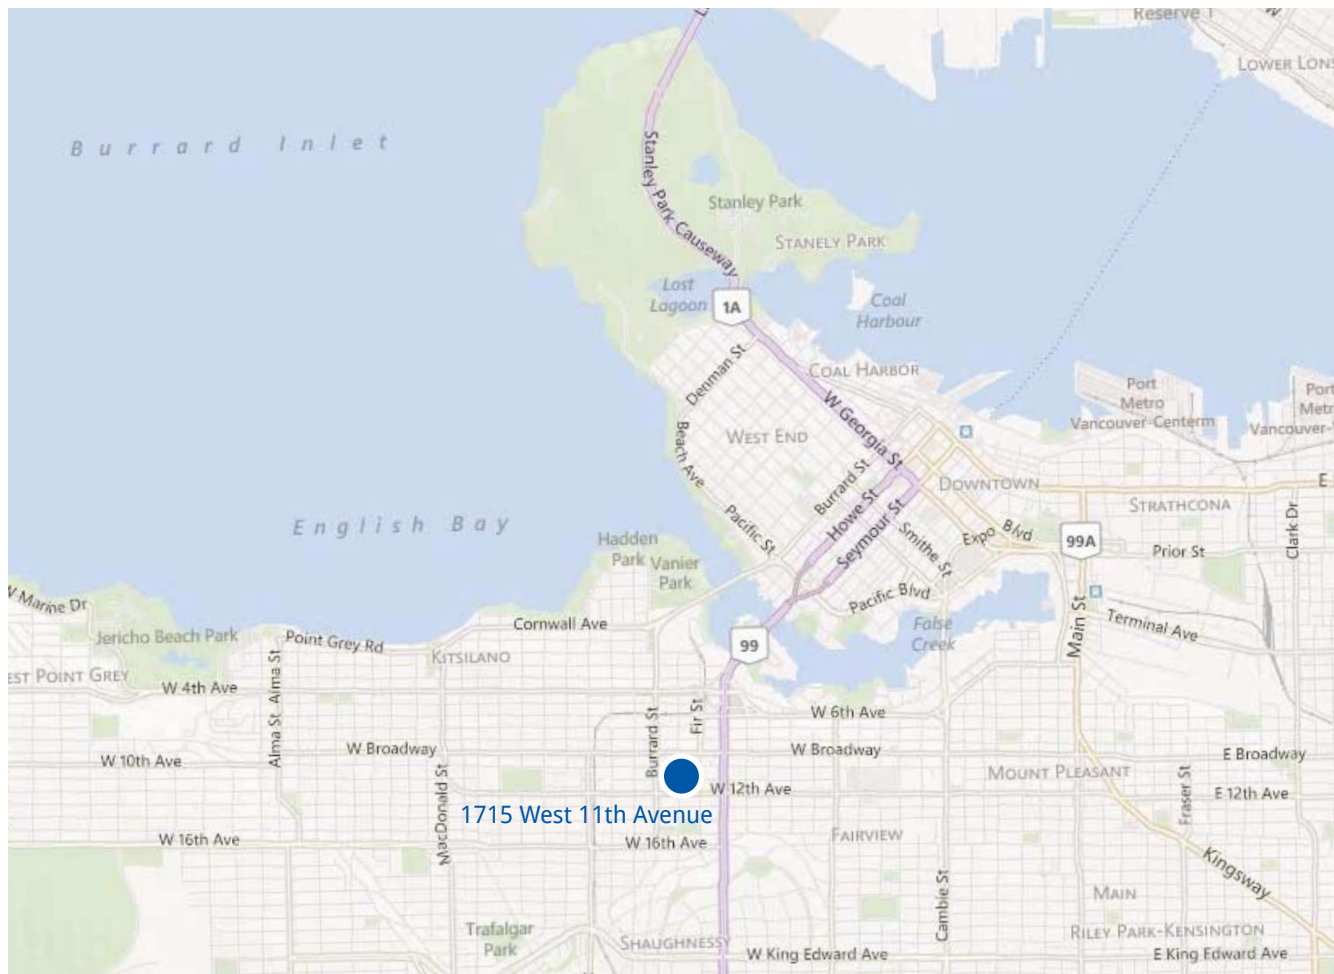 Reserve 1
W
LOWER LONS
Burrard Inlet
Stanley Park Causeway
Stanley Park
STANELY PARK
Lost
Lagoon
1A
Coal
Harbour
Denman St
COAL HARBOR
Port
Metro
Vancouver-Centerm
Port
Metr
Vancouver-
W Georgia St
Beach Ave
WEST END
Burrard St
Howe St
Seymour St
DOWNTOWN
E
STRATHCONA
Clark Dr
English Bay
Pacific St
Smithe St
Expo Blvd
99A
Prior St
Hadden
Park
Vanier
Park
Pacific Blvd
W Marine Dr
Jericho Beach Park
Point Grey Rd
Cornwall Ave
99
False
Creek
Main St
Terminal Ave
EST POINT GREY
KITSILANO
W 4th Ave
Alma St
Alma St
Burrard St
Fir St
W 6th Ave
W 10th Ave
W Broadway
W Broadway
E Broadway
MacDonald St
W 12th Ave
MOUNT PLEASANT
Fraser St
E 12th Ave
1715 West 11th Avenue
W 16th Ave
W 16th Ave
FAIRVIEW
Kingsway
Cambie St
MAIN
Trafalgar
Park
SHAUGHNESSY
RILEY PARK-KENSINGTON
W King Edward Ave
E King Edward Ave